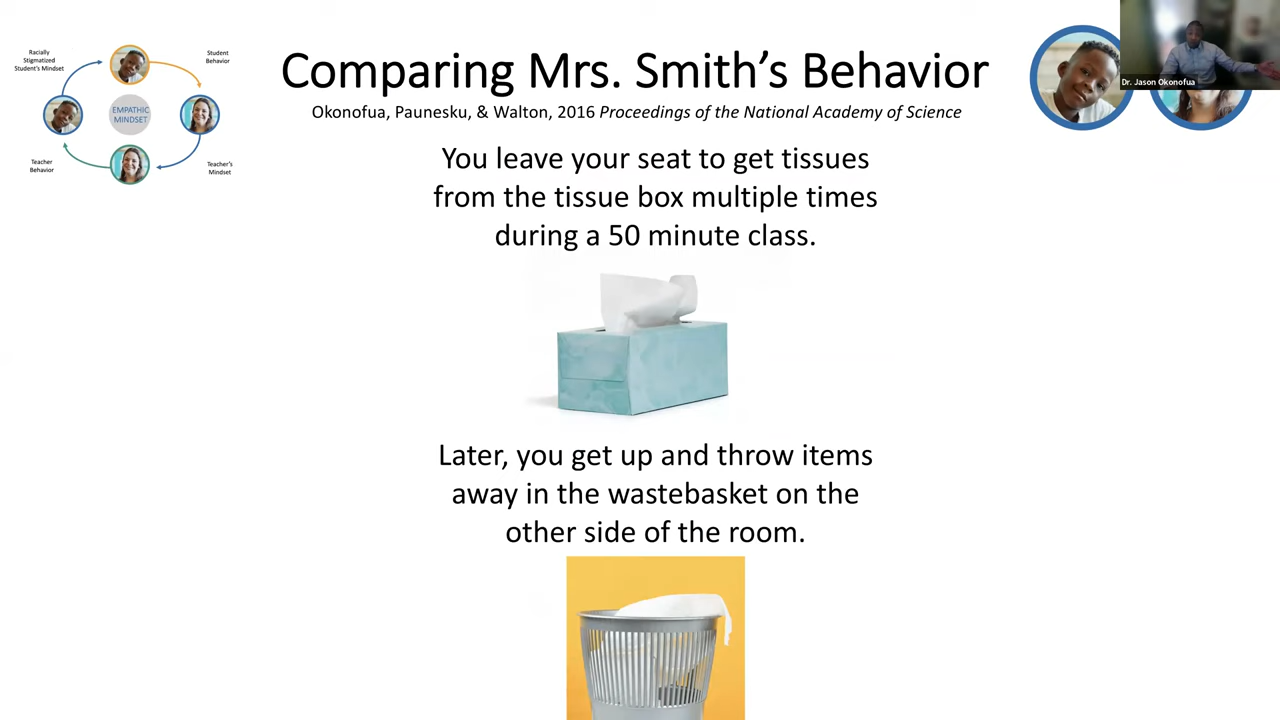 Racially
Stigmatized
Student's Mindset
Student
Behavior
EMPATHIC
MINDSET
Teacher
Behavior
Teacher's
Mindset
Comparing Mrs. Smith's Behavior
Okonofua, Paunesku, & Walton, 2016 Proceedings of the National Academy of Science
You leave your seat to get tissues
from the tissue box multiple times
during a 50 minute class.
Later, you get up and throw items
away in the wastebasket on the
other side of the room.
Dr. Jason Okonofua